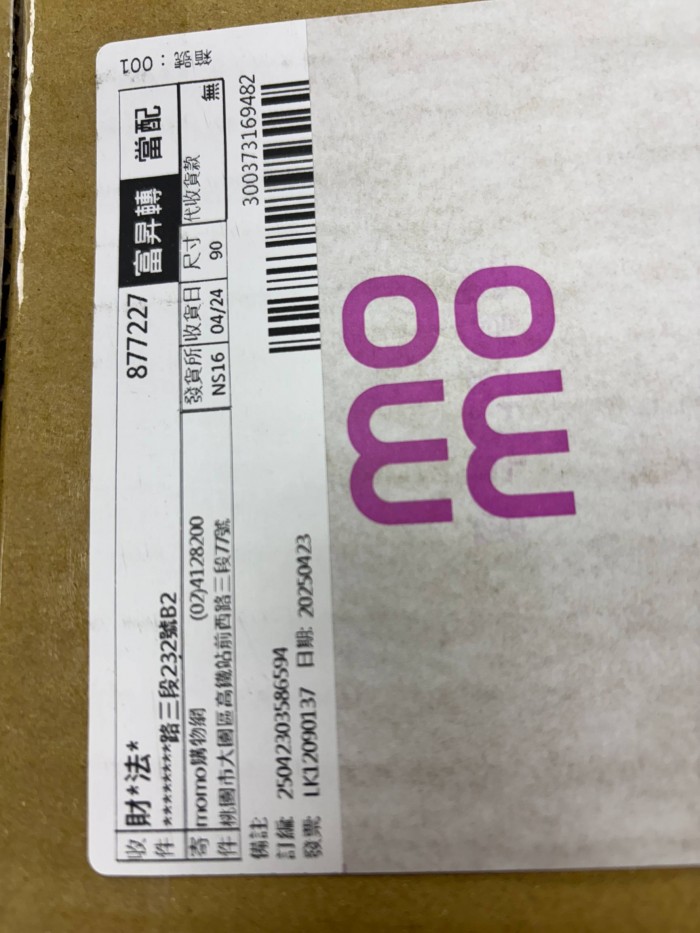 箱號：001
877227 富昇轉 當配
收件 財*法*
********路三段232號B2
發貨所 收貨日 尺寸 代收貨款
NS16 04/24 90 無
寄件 momo購物網 (02)4128200
桃園市大園區高鐵站前西路三段77號
300373169482
備註
訂編: 25042303586594
發票: LK12090137 日期: 20250423
momo